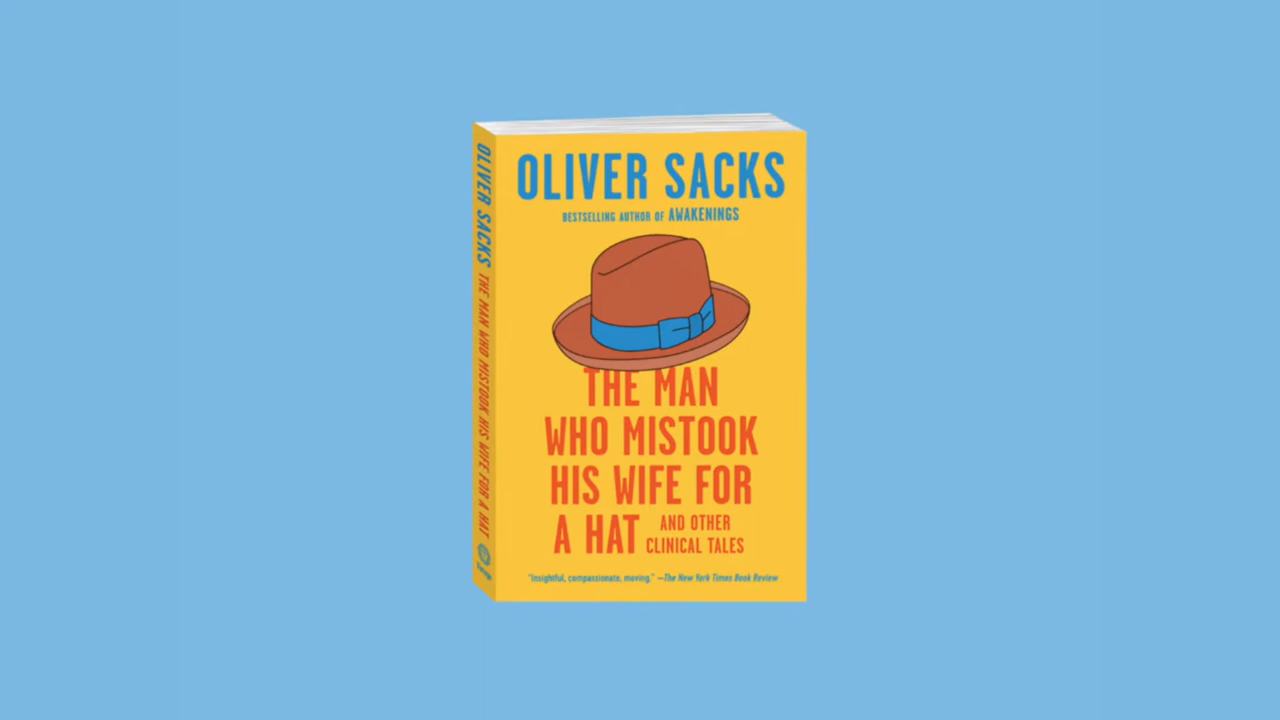 OLIVER SACKS
BESTSELLING AUTHOR OF AWAKENINGS
THE MAN
WHO MISTOOK
HIS WIFE FOR
A HAT AND OTHER
CLINICAL TALES
"Insightful, compassionate, moving." —The New York Times Book Review
OLIVER SACKS THE MAN WHO MISTOOK HIS WIFE FOR A HAT